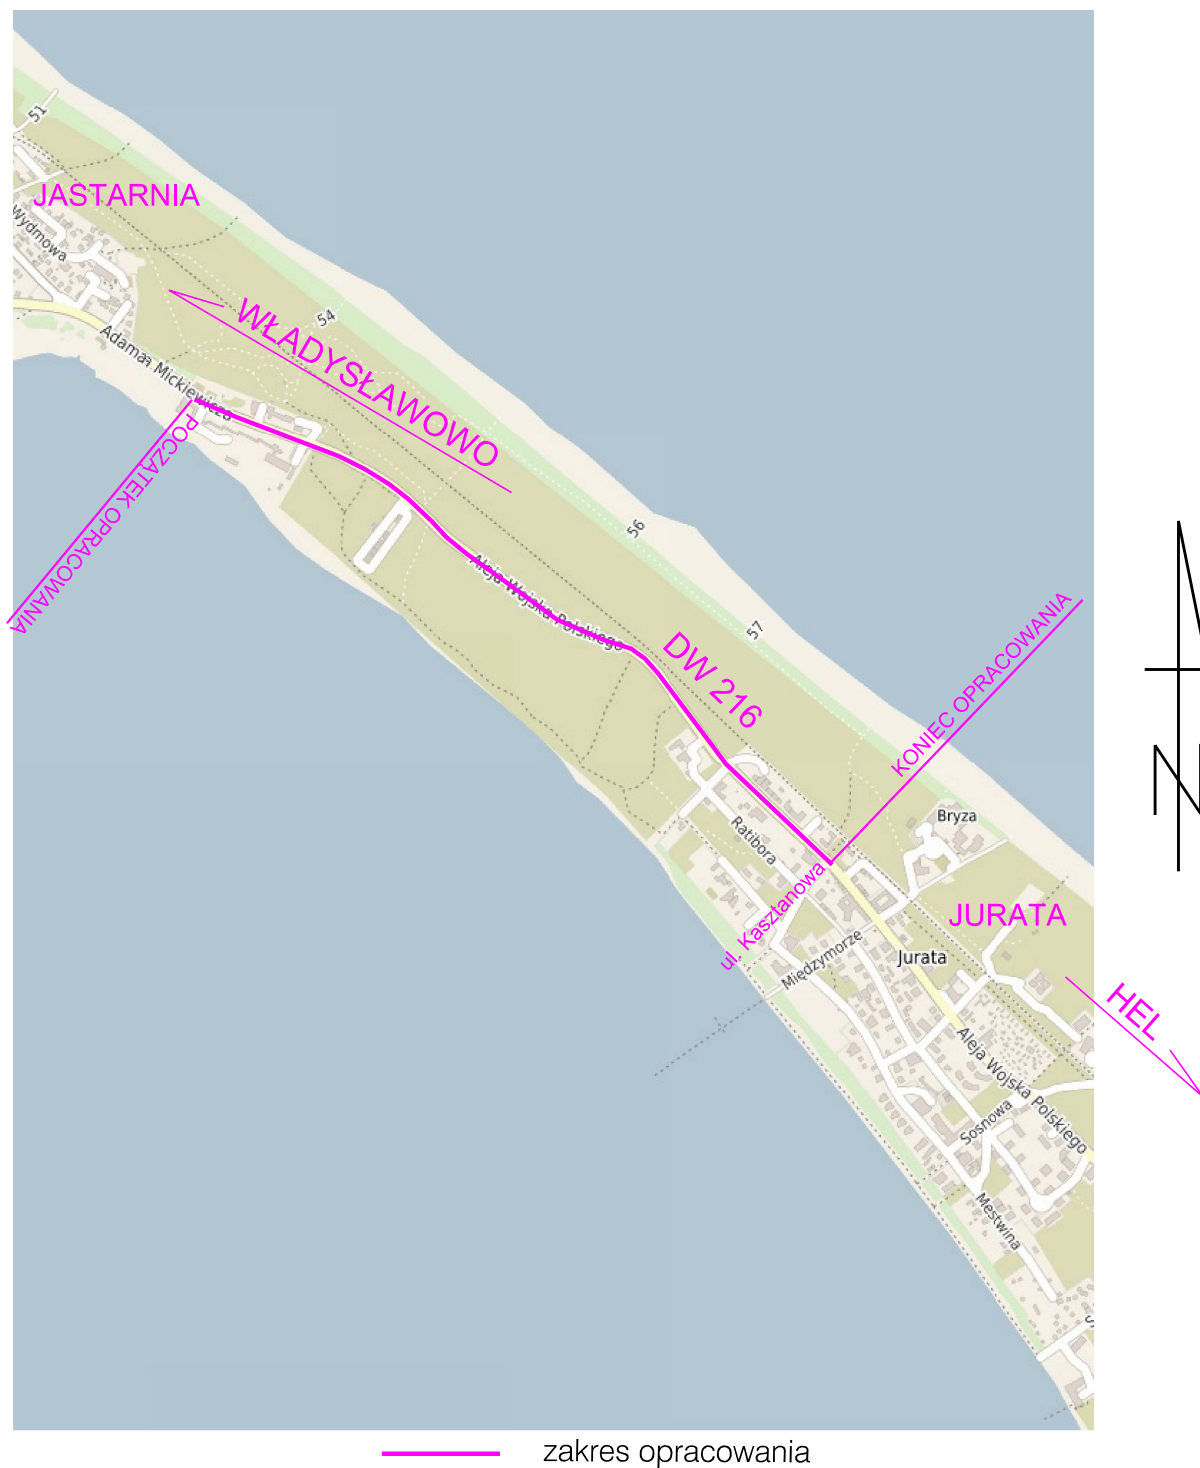 51
JASTARNIA
Wydmowa
54
WŁADYSŁAWOWO
Adama Mickiewicza
POCZĄTEK OPRACOWANIA
56
Aleja Wojska Polskiego
57
DW 216
KONIEC OPRACOWANIA
N
Bryza
Ratibora
ul. Kasztanowa
JURATA
Międzymorze
Jurata
HEL
Aleja Wojska Polskiego
Sosnowa
Mestwina
zakres opracowania